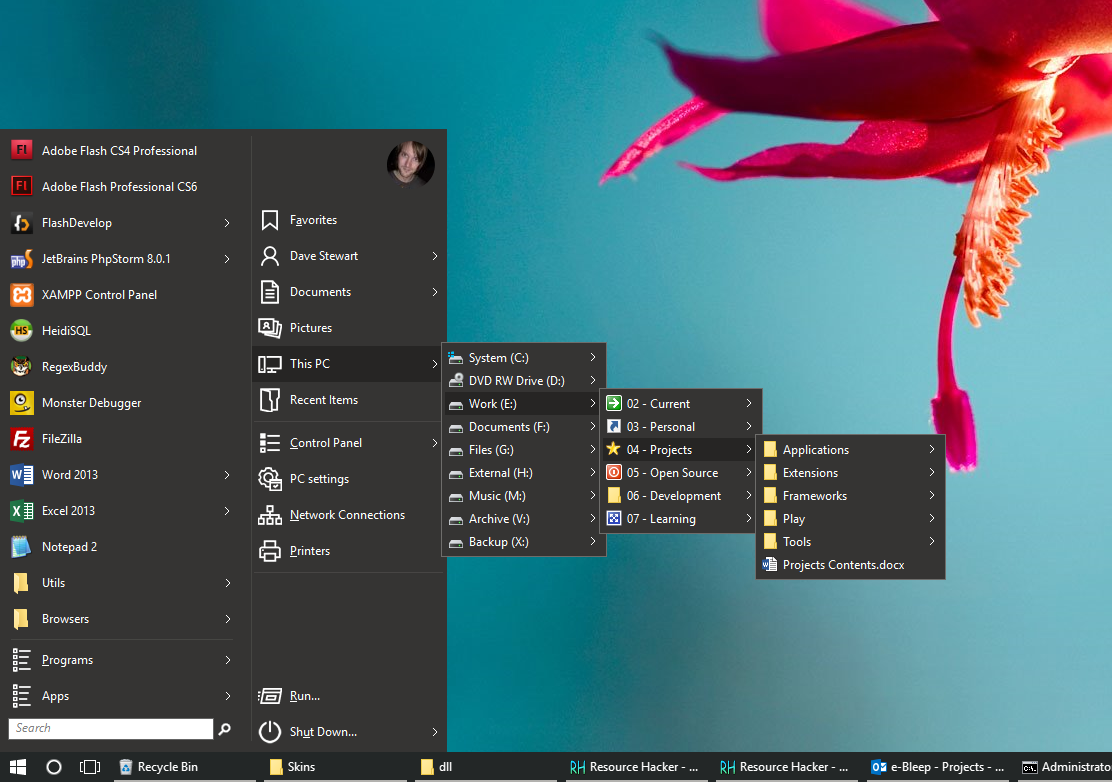 Adobe Flash CS4 Professional
Adobe Flash Professional CS6
FlashDevelop
JetBrains PhpStorm 8.0.1
XAMPP Control Panel
HeidiSQL
RegexBuddy
Monster Debugger
FileZilla
Word 2013
Excel 2013
Notepad 2
Utils
Browsers
Programs
Apps
Search
Favorites
Dave Stewart
Documents
Pictures
This PC
Recent Items
Control Panel
PC settings
Network Connections
Printers
Run...
Shut Down...
System (C:)
DVD RW Drive (D:)
Work (E:)
Documents (F:)
Files (G:)
External (H:)
Music (M:)
Archive (V:)
Backup (X:)
02 - Current
03 - Personal
04 - Projects
05 - Open Source
06 - Development
07 - Learning
Applications
Extensions
Frameworks
Play
Tools
Projects Contents.docx
Recycle Bin
Skins
dll
RH Resource Hacker - ...
RH Resource Hacker - ...
e-Bleep - Projects - ...
Administrato